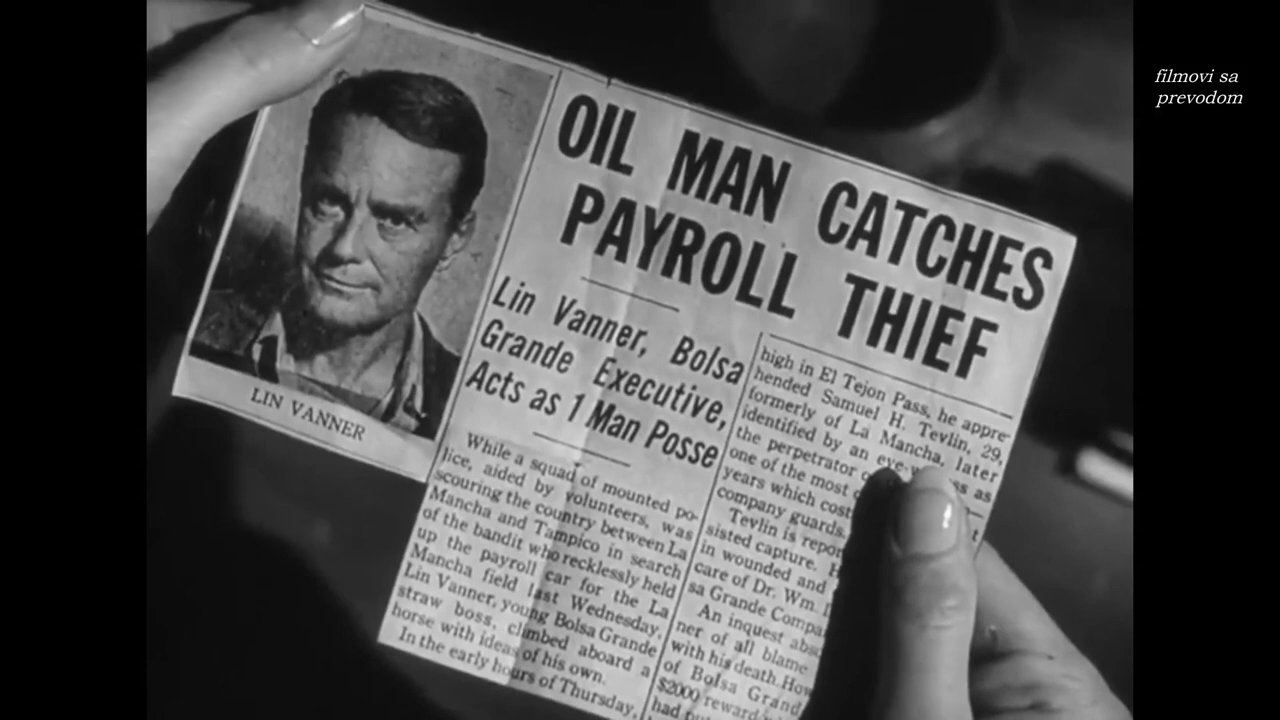 filmovi sa
prevodom
OIL MAN CATCHES
PAYROLL THIEF
LIN VANNER
Lin Vanner, Bolsa
Grande Executive,
Acts as 1 Man Posse
While a squad of mounted po-
lice, aided by volunteers, was
scouring the country between La
Mancha and Tampico in search
of the bandit who recklessly held
up the payroll car for the La
Mancha field last Wednesday,
Lin Vanner, young Bolsa Grande
straw boss, climbed aboard a
horse with ideas of his own.
In the early hours of Thursday,
high in El Tejon Pass, he appre-
hended Samuel H. Tevlin, 29,
formerly of La Mancha, later
identified by an as
the perpetrator
one of the most
years which cost
company guards.
Tevlin is
sisted capture.
in wounded and
care of Dr. Wm.
sa Grande
An inquest
ner of all blame
with his death.
of Bolsa
$2000 reward
had